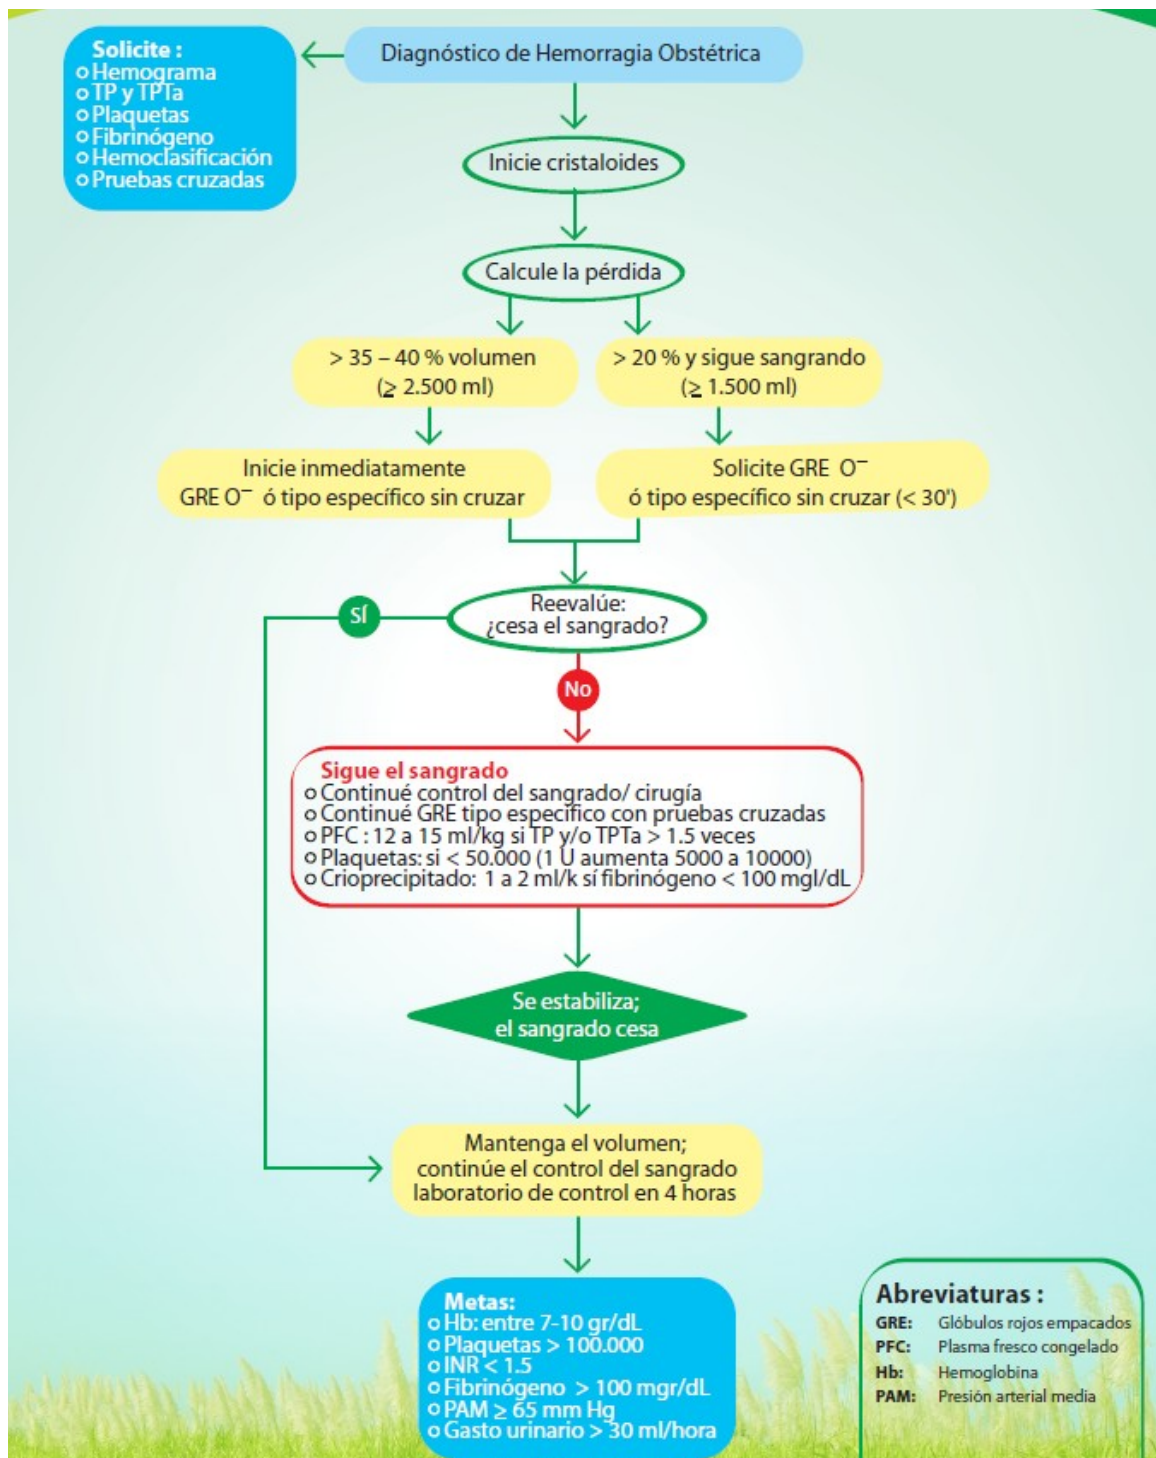 Diagnóstico de Hemorragia Obstétrica
Solicite :
Hemograma
TP y TPTa
Plaquetas
Fibrinógeno
Hemoclasificación
Pruebas cruzadas
Inicie cristaloides
Calcule la pérdida
> 35 – 40 % volumen
(≥ 2.500 ml)
> 20 % y sigue sangrando
(≥ 1.500 ml)
Inicie inmediatamente
GRE O⁻ ó tipo específico sin cruzar
Solicite GRE O⁻
ó tipo específico sin cruzar (< 30')
Reevalúe:
¿cesa el sangrado?
SÍ
No
Sigue el sangrado
Continué control del sangrado/ cirugía
Continué GRE tipo específico con pruebas cruzadas
PFC : 12 a 15 ml/kg si TP y/o TPTa > 1.5 veces
Plaquetas: si < 50.000 (1 U aumenta 5000 a 10000)
Crioprecipitado: 1 a 2 ml/k sí fibrinógeno < 100 mgl/dL
Se estabiliza;
el sangrado cesa
Mantenga el volumen;
continúe el control del sangrado
laboratorio de control en 4 horas
Metas:
Hb: entre 7-10 gr/dL
Plaquetas > 100.000
INR < 1.5
Fibrinógeno > 100 mgr/dL
PAM ≥ 65 mm Hg
Gasto urinario > 30 ml/hora
Abreviaturas :
GRE: Glóbulos rojos empacados
PFC: Plasma fresco congelado
Hb: Hemoglobina
PAM: Presión arterial media